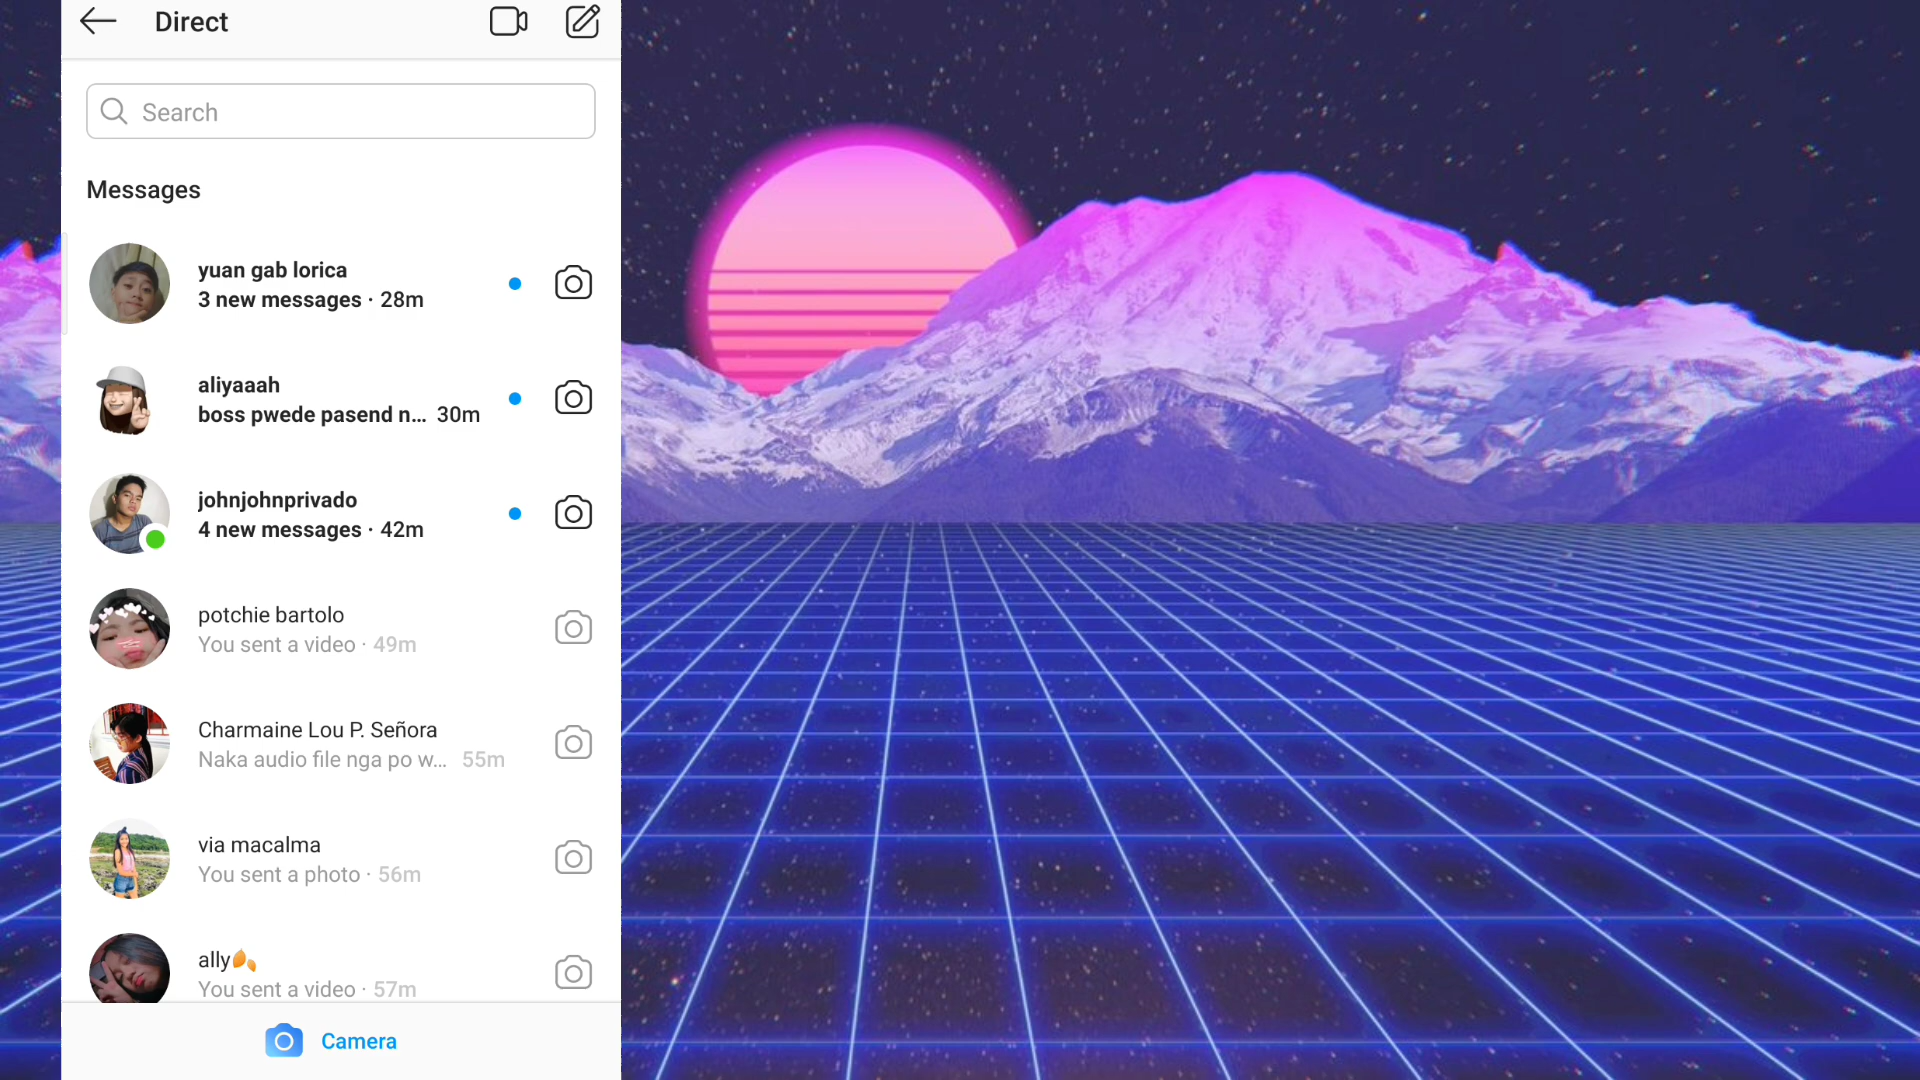 Direct
Search
Messages
yuan gab lorica
3 new messages · 28m
aliyaaah
boss pwede pasend n... 30m
johnjohnprivado
4 new messages · 42m
potchie bartolo
You sent a video · 49m
Charmaine Lou P. Señora
Naka audio file nga po w... 55m
via macalma
You sent a photo · 56m
ally🍂
You sent a video · 57m
Camera